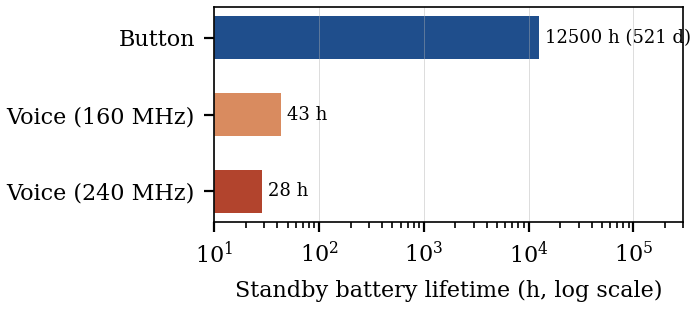 Button
12500 h (521 d)
Voice (160 MHz)
43 h
Voice (240 MHz)
28 h
10¹ 10² 10³ 10⁴ 10⁵
Standby battery lifetime (h, log scale)